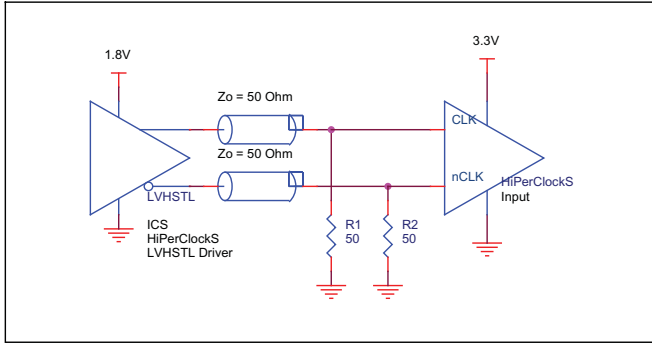 3.3V
1.8V
Zo = 50 Ohm
CLK
Zo = 50 Ohm
nCLK
HiPerClockS
Input
LVHSTL
ICS
HiPerClockS
LVHSTL Driver
R1
50
R2
50